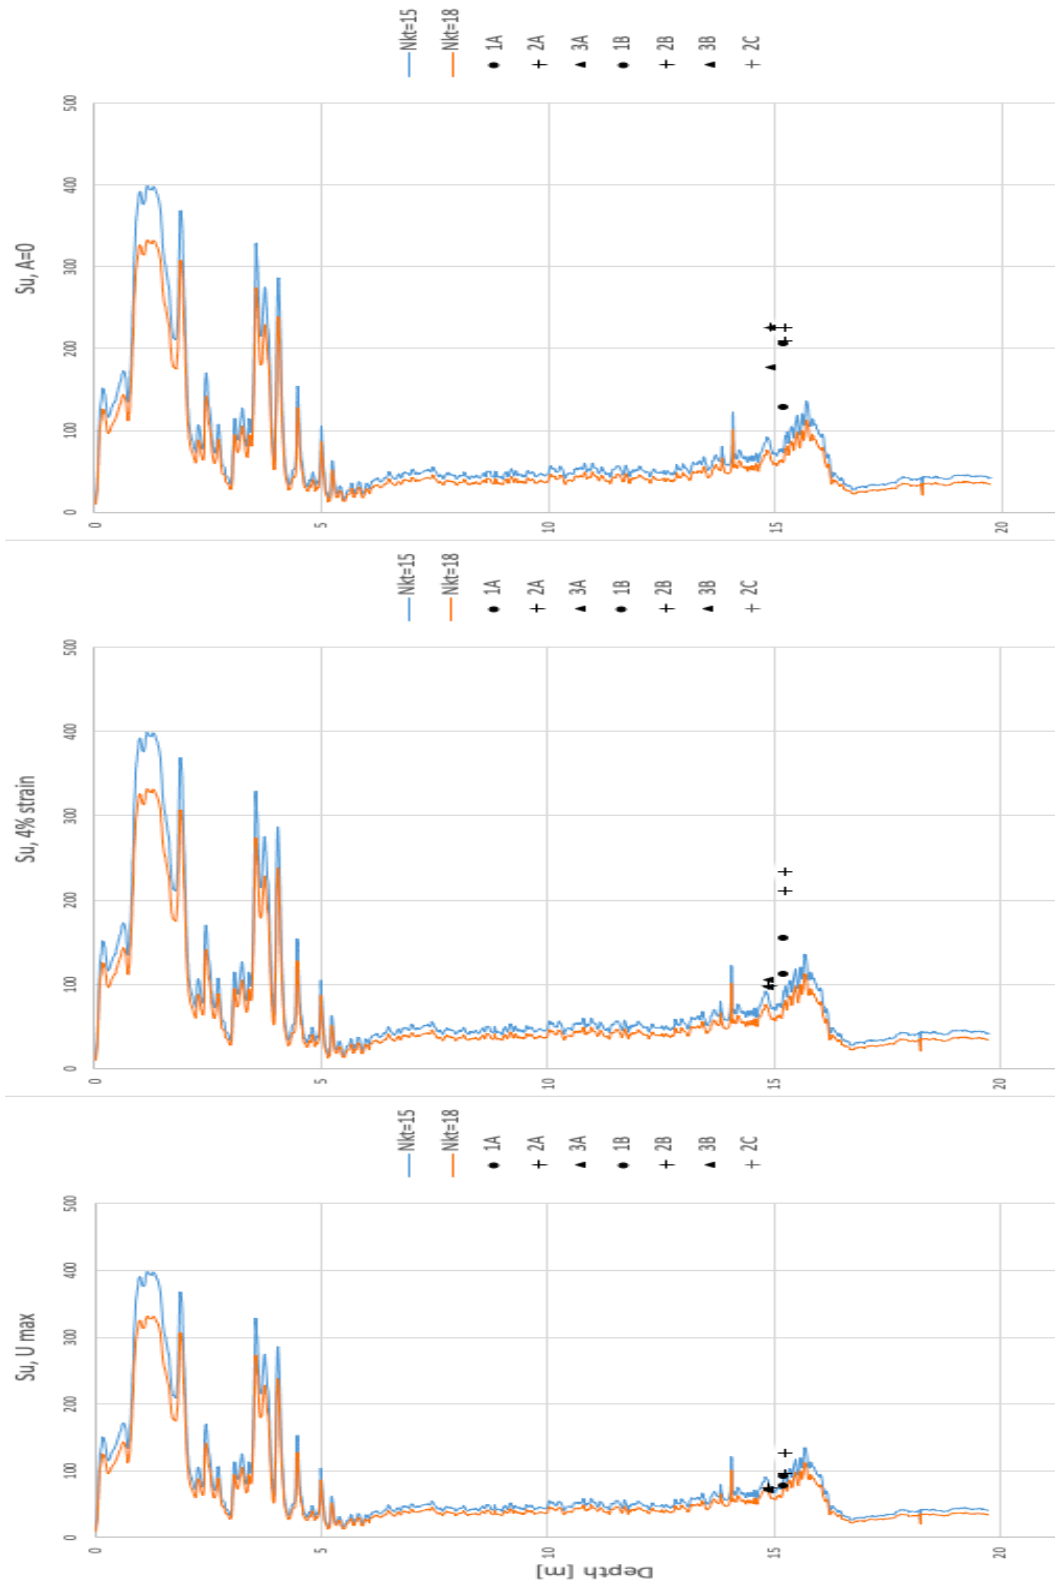 Su, A=0
0
100
200
300
400
500
0
5
10
15
20
Nkt=15
Nkt=18
1A
2A
3A
1B
2B
3B
2C
Su, 4% strain
0
100
200
300
400
500
0
5
10
15
20
Nkt=15
Nkt=18
1A
2A
3A
1B
2B
3B
2C
Su, U max
0
100
200
300
400
500
0
5
10
15
20
Depth [m]
Nkt=15
Nkt=18
1A
2A
3A
1B
2B
3B
2C